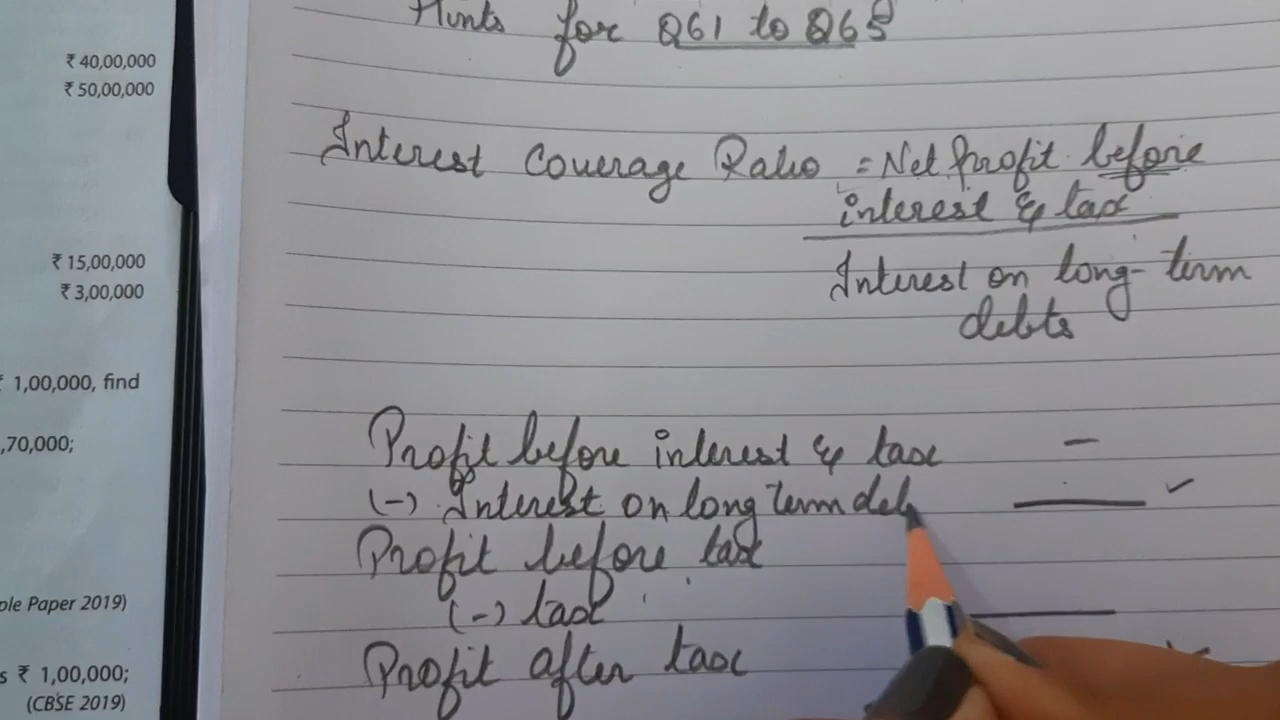 ₹ 40,00,000
₹ 50,00,000
₹ 15,00,000
₹ 3,00,000
₹ 1,00,000, find
,70,000;
ple Paper 2019)
s ₹ 1,00,000;
(CBSE 2019)
Hints for Q61 to Q65
Interest Coverage Ratio = Net Profit before
interest & tax
Interest on long-term
debts
Profit before interest & tax –
(-) Interest on long term deb ✓
Profit before tax
(-) tax
Profit after tax